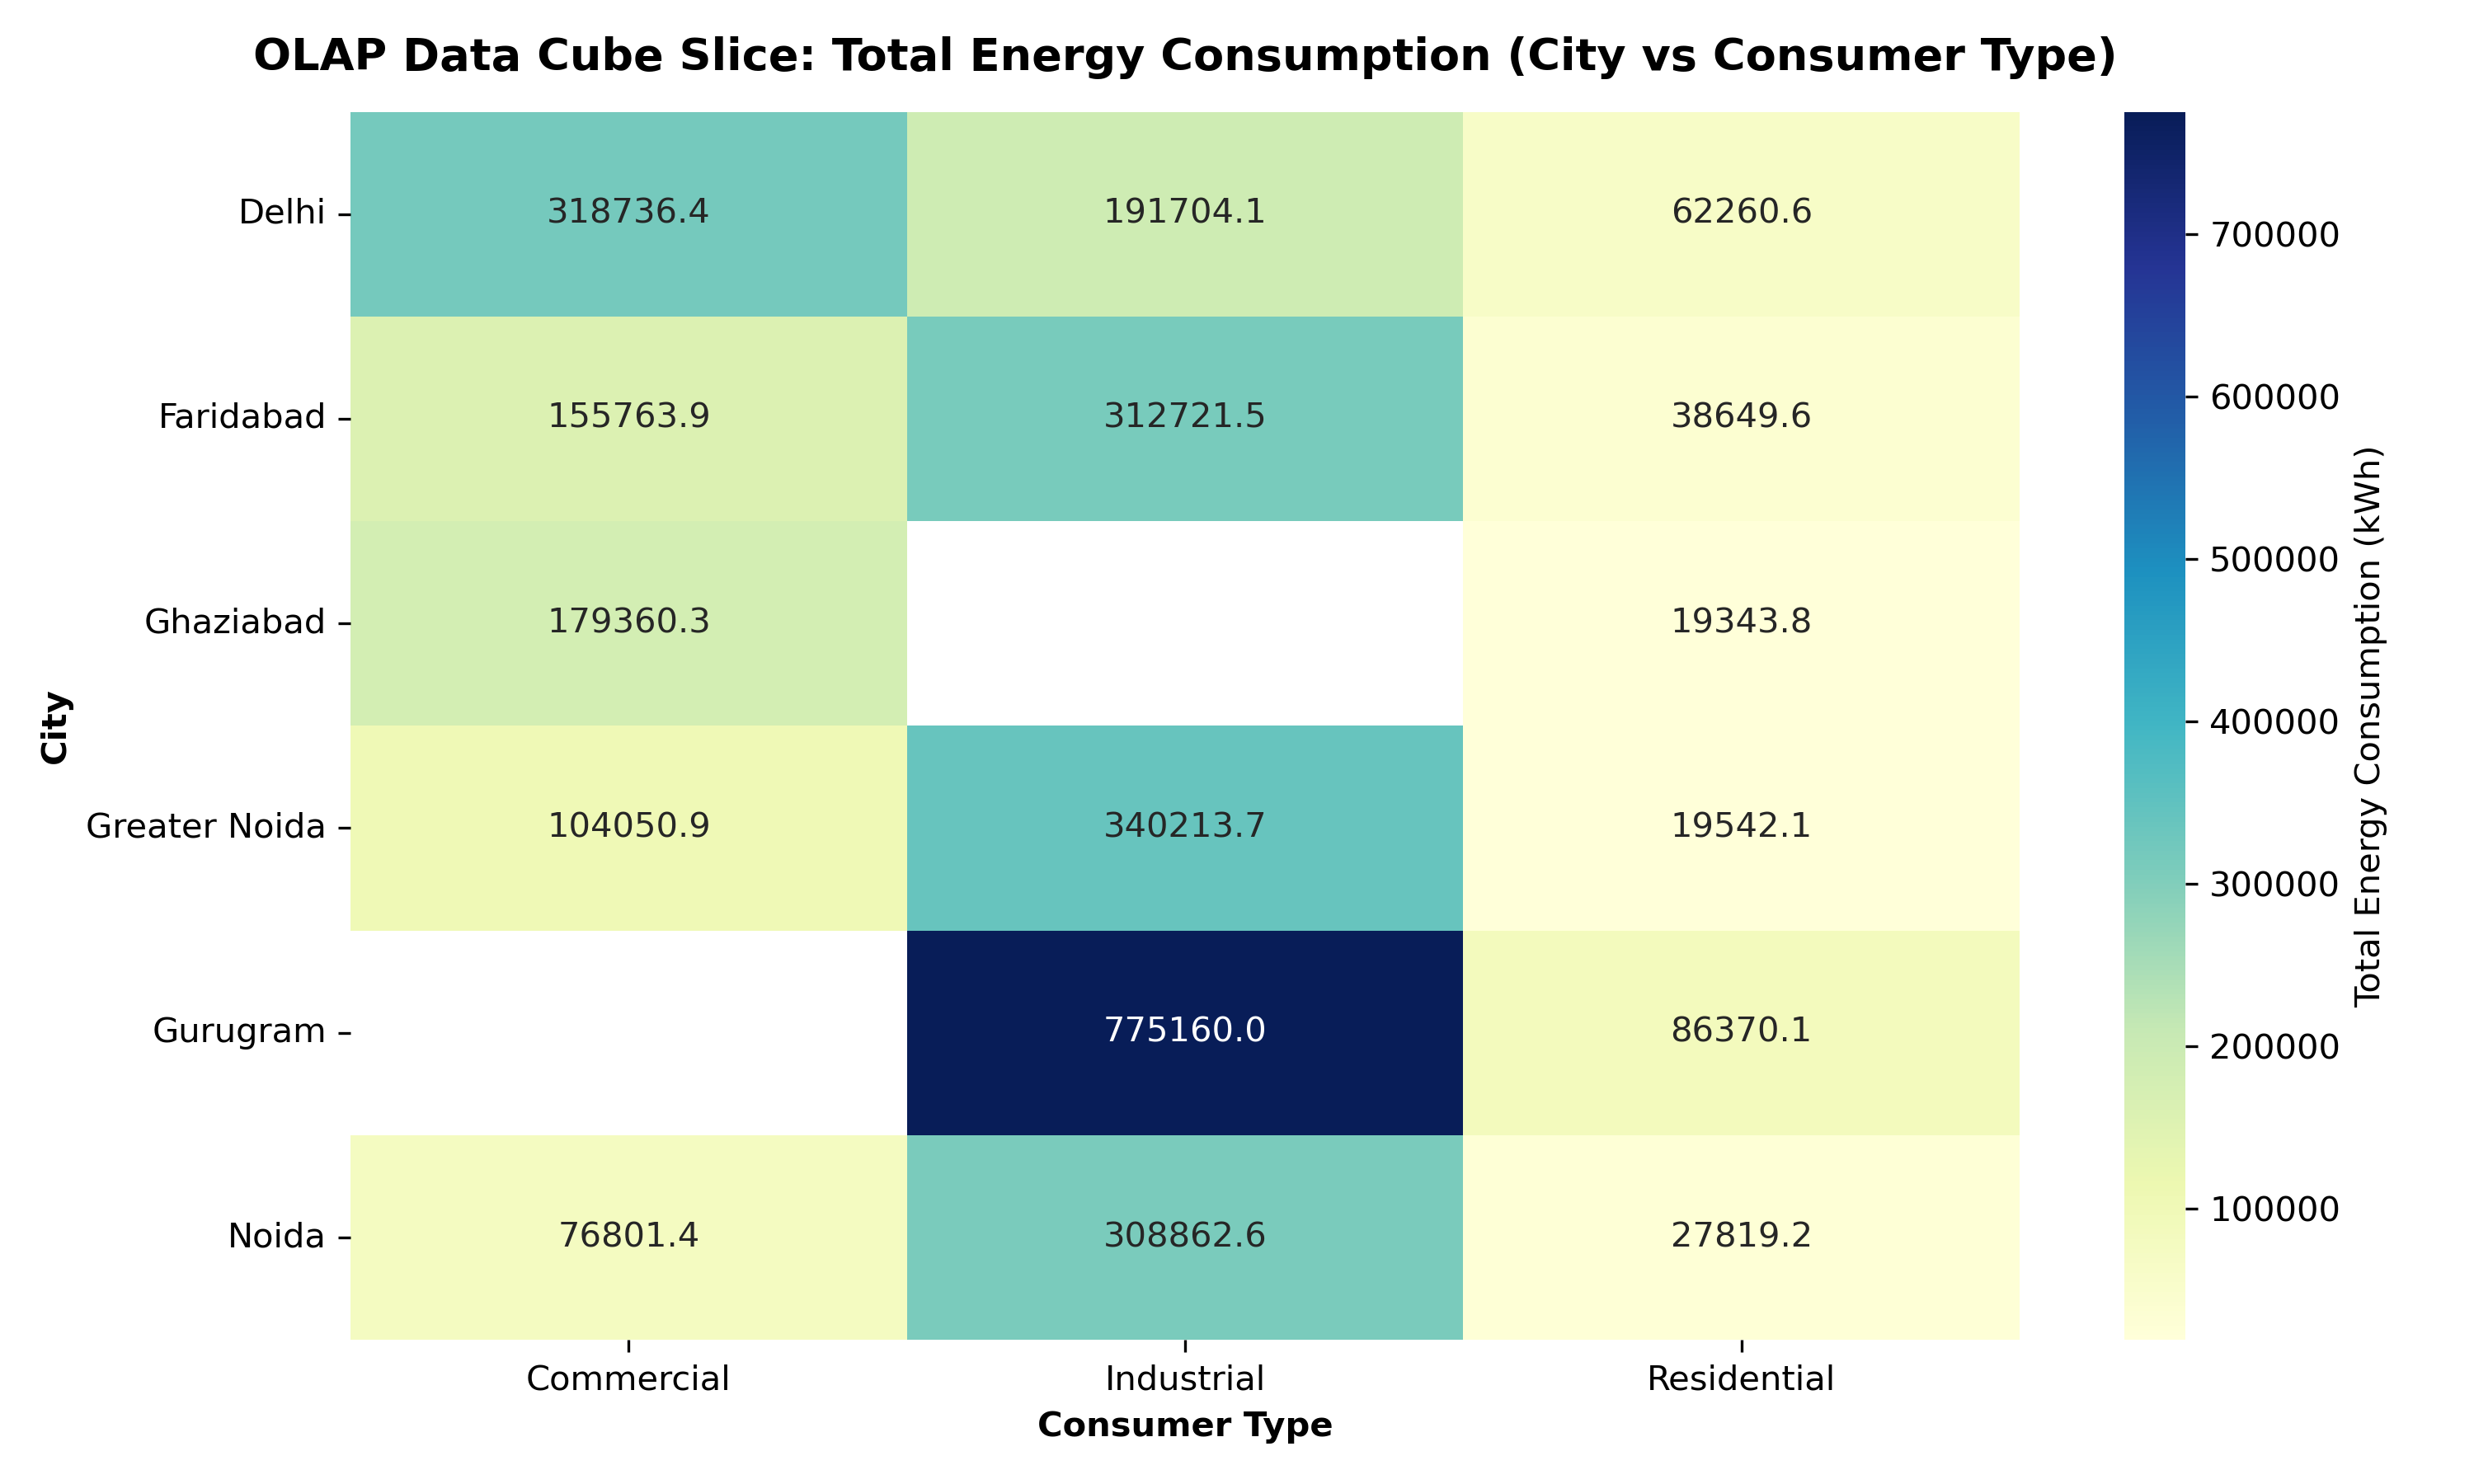 OLAP Data Cube Slice: Total Energy Consumption (City vs Consumer Type)
City
Delhi 318736.4 191704.1 62260.6
Faridabad 155763.9 312721.5 38649.6
Ghaziabad 179360.3 19343.8
Greater Noida 104050.9 340213.7 19542.1
Gurugram 775160.0 86370.1
Noida 76801.4 308862.6 27819.2
Commercial Industrial Residential
Consumer Type
700000
600000
500000
400000
300000
200000
100000
Total Energy Consumption (kWh)